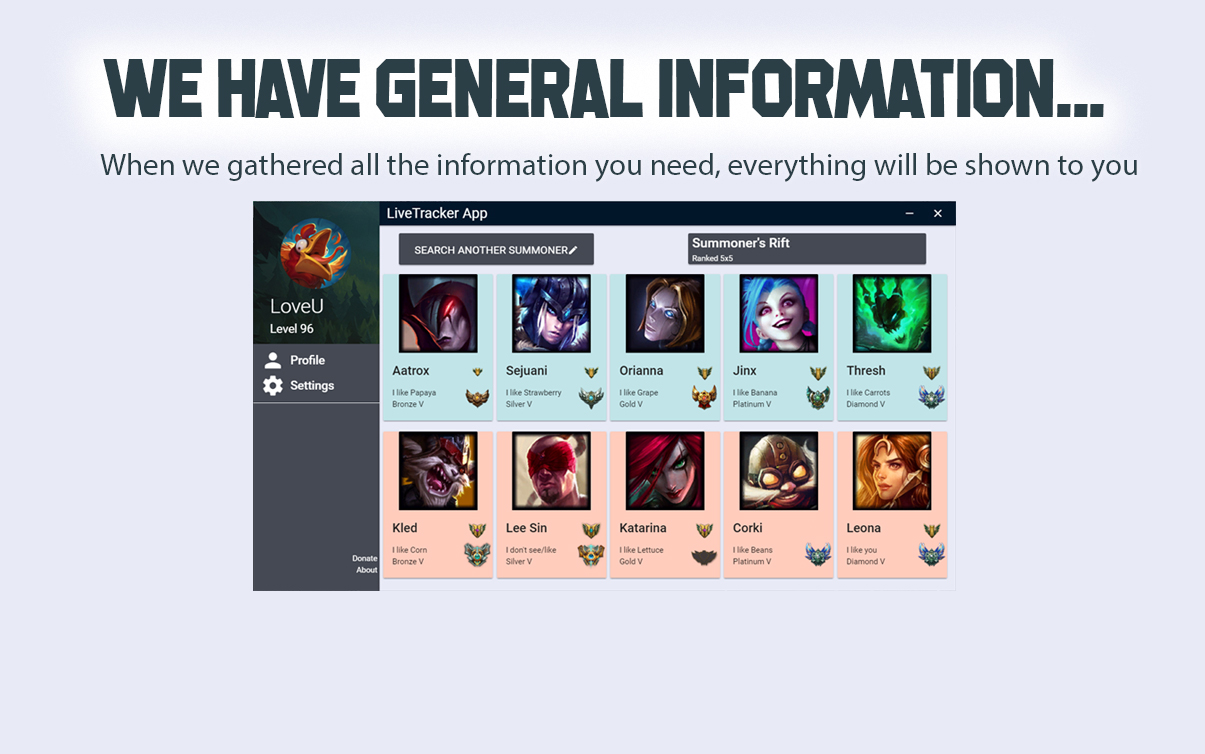 WE HAVE GENERAL INFORMATION...
When we gathered all the information you need, everything will be shown to you
LiveTracker App
SEARCH ANOTHER SUMMONER
Summoner's Rift
Ranked 5x5
LoveU
Level 96
Profile
Settings
Donate
About
Aatrox
I like Papaya
Bronze V
Sejuani
I like Strawberry
Silver V
Orianna
I like Grape
Gold V
Jinx
I like Banana
Platinum V
Thresh
I like Carrots
Diamond V
Kled
I like Corn
Bronze V
Lee Sin
I don't see/like
Silver V
Katarina
I like Lettuce
Gold V
Corki
I like Beans
Platinum V
Leona
I like you
Diamond V